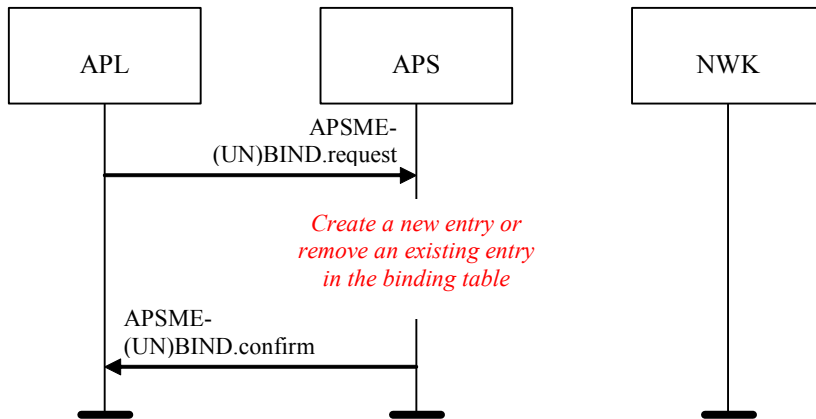 APL
APS
NWK
APSME-
(UN)BIND.request
Create a new entry or
remove an existing entry
in the binding table
APSME-
(UN)BIND.confirm